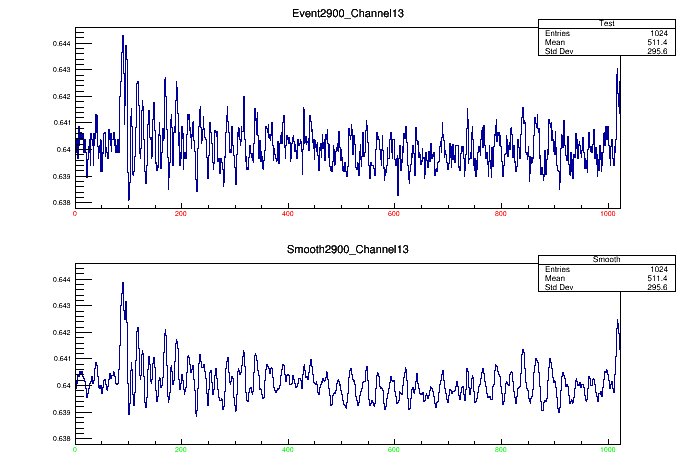 Event2900_Channel13
Test
Entries 1024
Mean 511.4
Std Dev 295.6
0.644
0.643
0.642
0.641
0.64
0.639
0.638
0 200 400 600 800 1000
Smooth2900_Channel13
Smooth
Entries 1024
Mean 511.4
Std Dev 295.6
0.644
0.643
0.642
0.641
0.64
0.639
0.638
0 200 400 600 800 1000